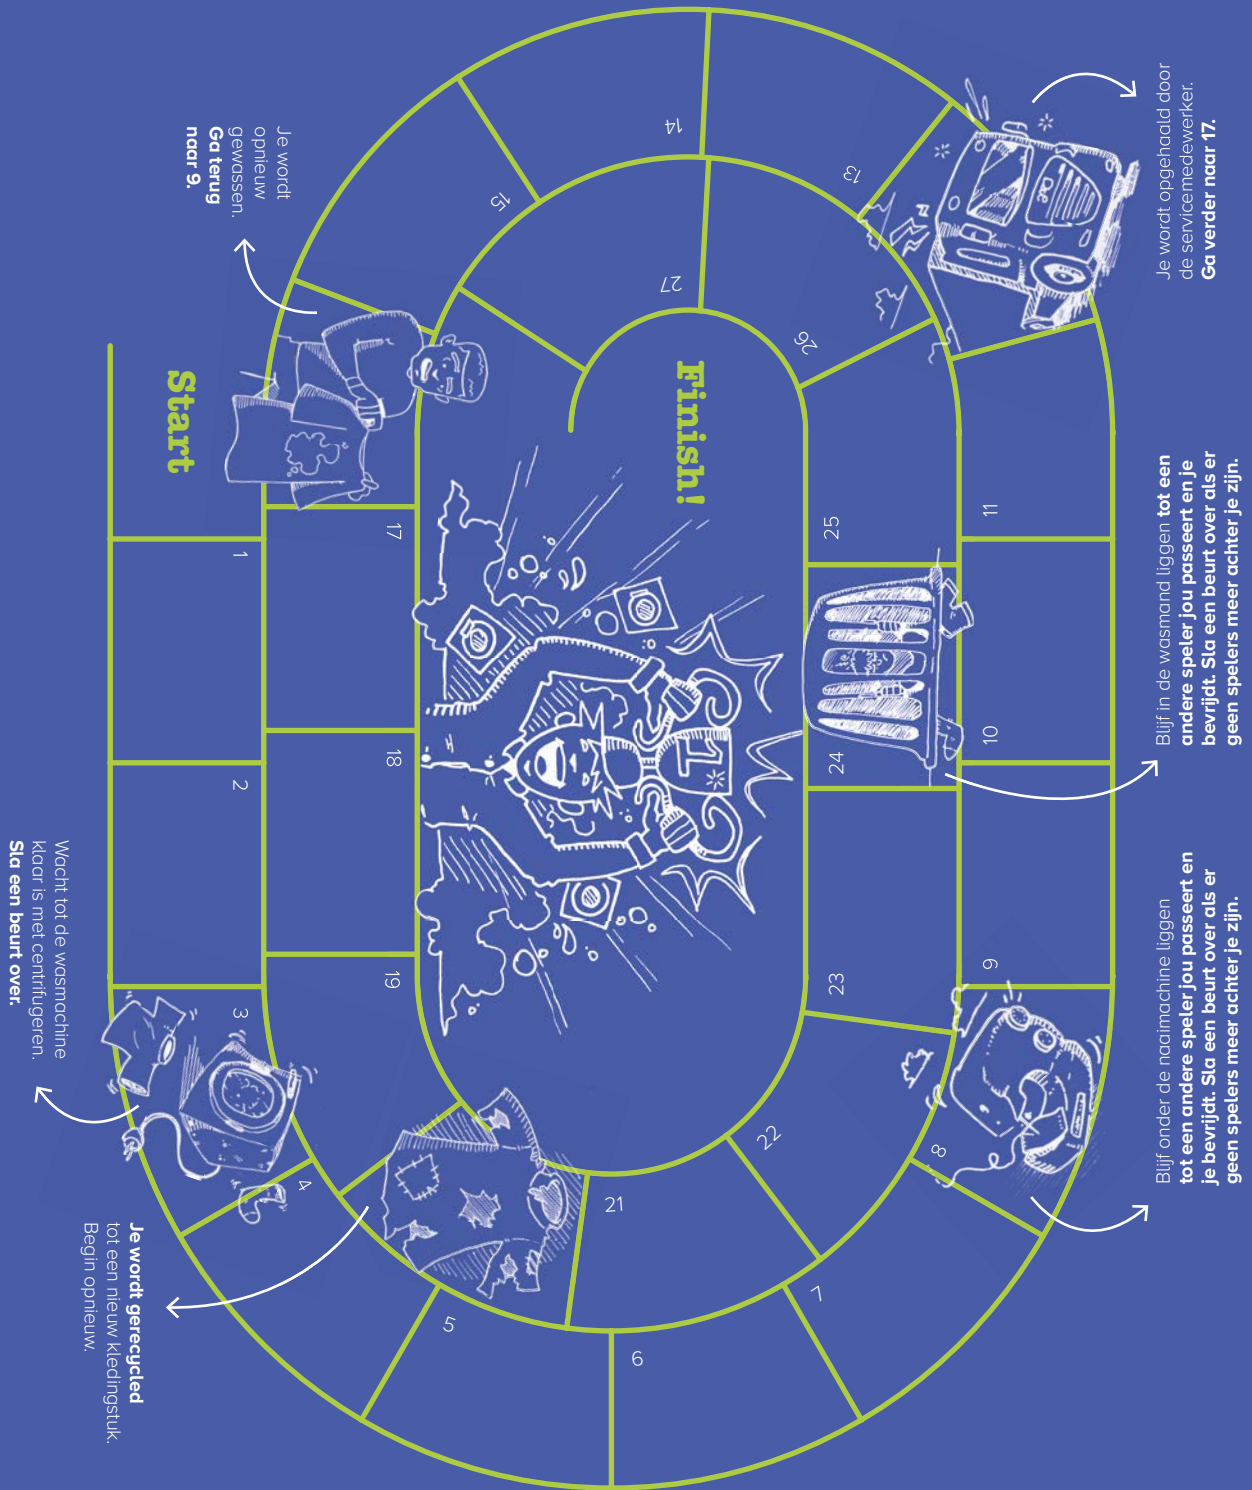 Start
1
2
3
Wacht tot de wasmachine
klaar is met centrifugeren.
Sla een beurt over.
4
5
6
7
8
Blijf onder de naaimachine liggen
tot een andere speler jou passeert en
je bevrijdt. Sla een beurt over als er
geen spelers meer achter je zijn.
9
10
11
Je wordt opgehaald door
de servicemedewerker.
Ga verder naar 17.
13
14
15
Je wordt
opnieuw
gewassen.
Ga terug
naar 9.
17
18
19
Je wordt gerecycled
tot een nieuw kledingstuk.
Begin opnieuw.
21
22
23
24
Blijf in de wasmand liggen tot een
andere speler jou passeert en je
bevrijdt. Sla een beurt over als er
geen spelers meer achter je zijn.
25
26
27
Finish!
1